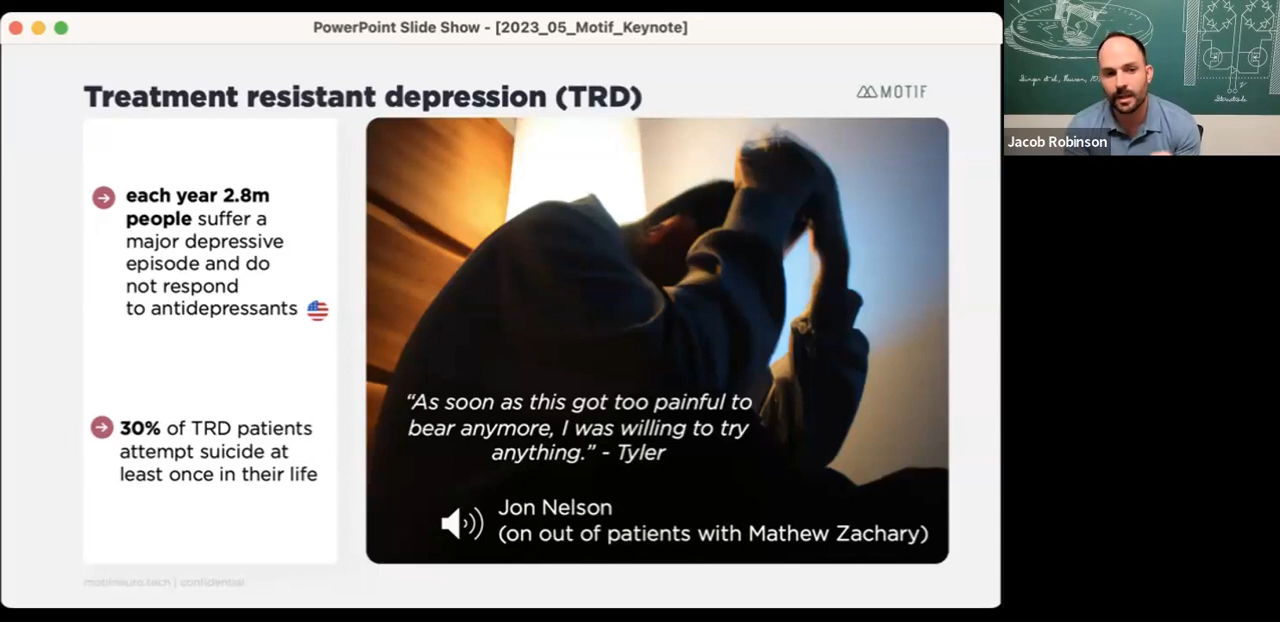 PowerPoint Slide Show - [2023_05_Motif_Keynote]
Treatment resistant depression (TRD)
MOTIF
each year 2.8m
people suffer a
major depressive
episode and do
not respond
to antidepressants
30% of TRD patients
attempt suicide at
least once in their life
“As soon as this got too painful to
bear anymore, I was willing to try
anything.” - Tyler
Jon Nelson
(on out of patients with Mathew Zachary)
motifneuro.tech | confidential
Jacob Robinson